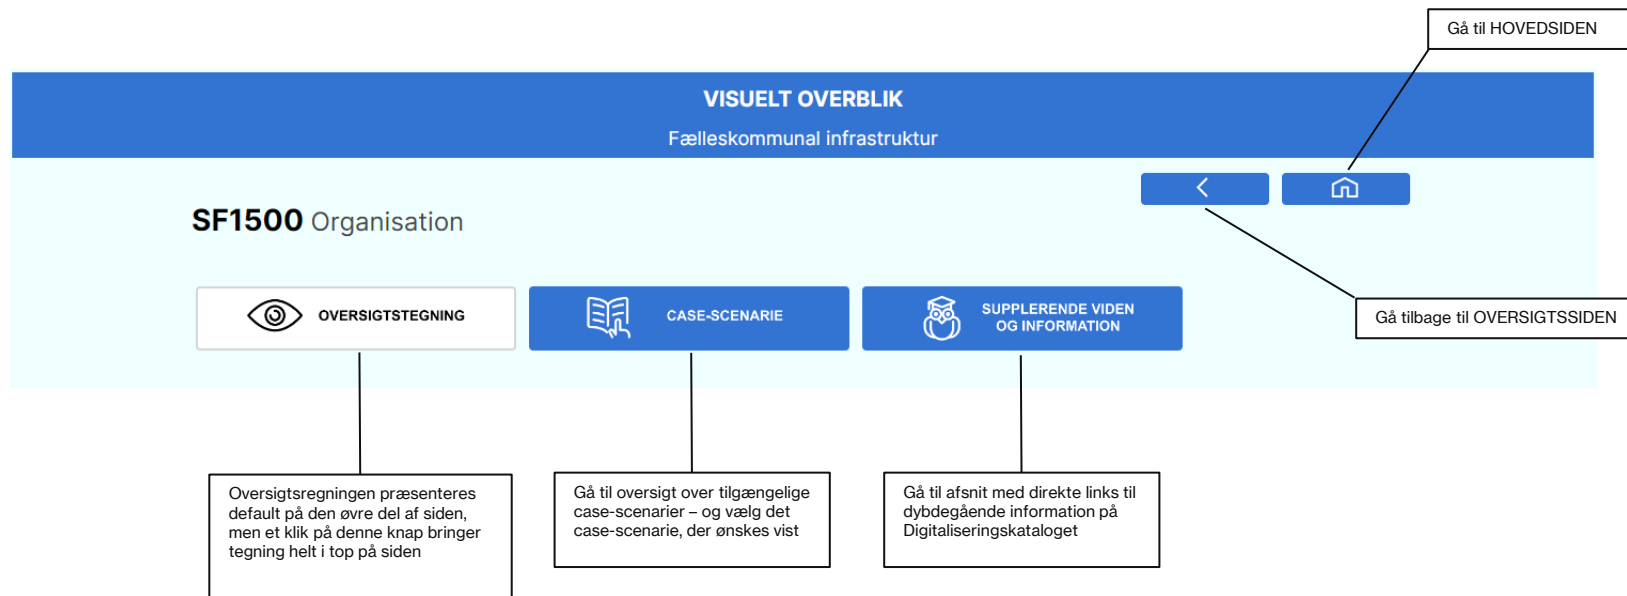 Gå til HOVEDSIDEN
VISUELT OVERBLIK
Fælleskommunal infrastruktur
SF1500 Organisation
OVERSIGTSTEGNING
CASE-SCENARIE
SUPPLERENDE VIDEN
OG INFORMATION
Gå tilbage til OVERSIGTSSIDEN
Oversigtsregningen præsenteres
default på den øvre del af siden,
men et klik på denne knap bringer
tegning helt i top på siden
Gå til oversigt over tilgængelige
case-scenarier – og vælg det
case-scenarie, der ønskes vist
Gå til afsnit med direkte links til
dybdegående information på
Digitaliseringskataloget